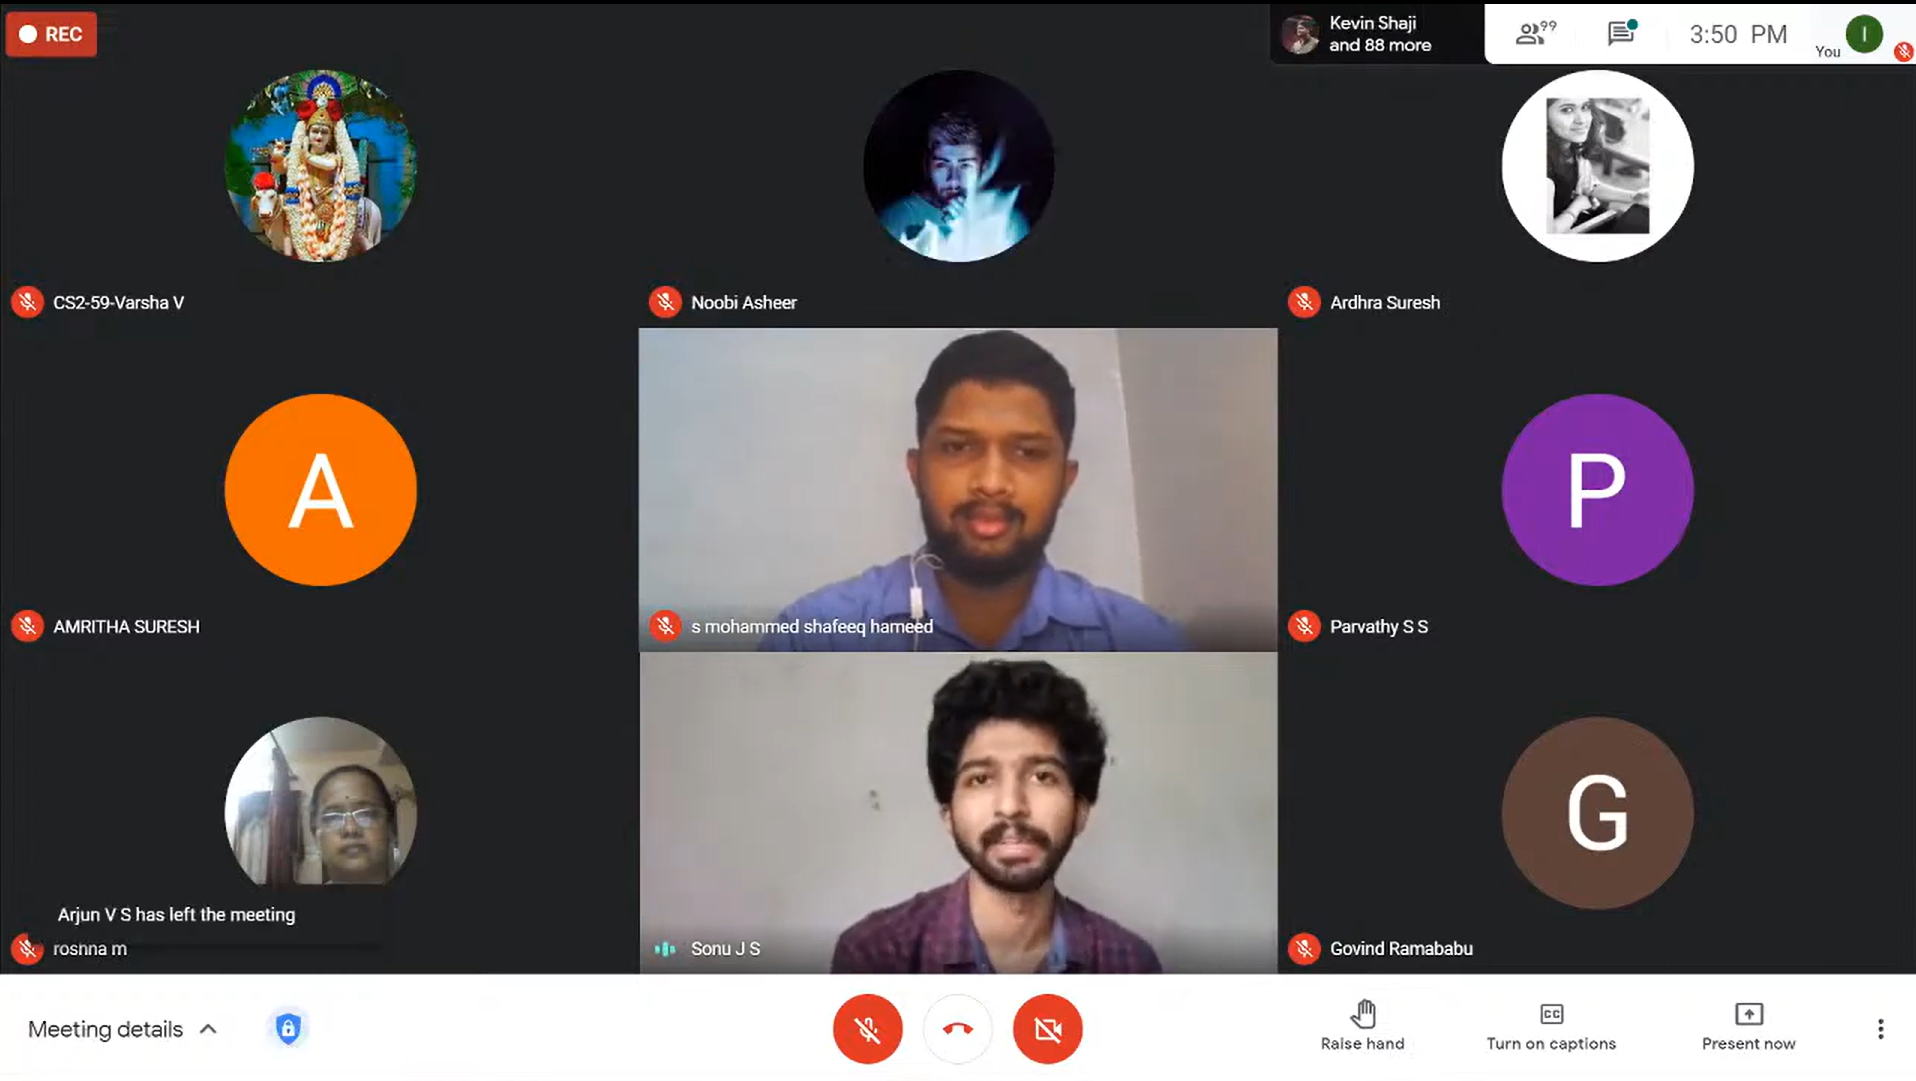 REC
Kevin Shaji
and 88 more
99
3:50 PM
You
I
CS2-59-Varsha V
Noobi Asheer
Ardhra Suresh
A
P
AMRITHA SURESH
s mohammed shafeeq hameed
Parvathy S S
G
Arjun V S has left the meeting
rosnna m
Sonu J S
Govind Ramababu
Meeting details
Raise hand
CC
Turn on captions
Present now